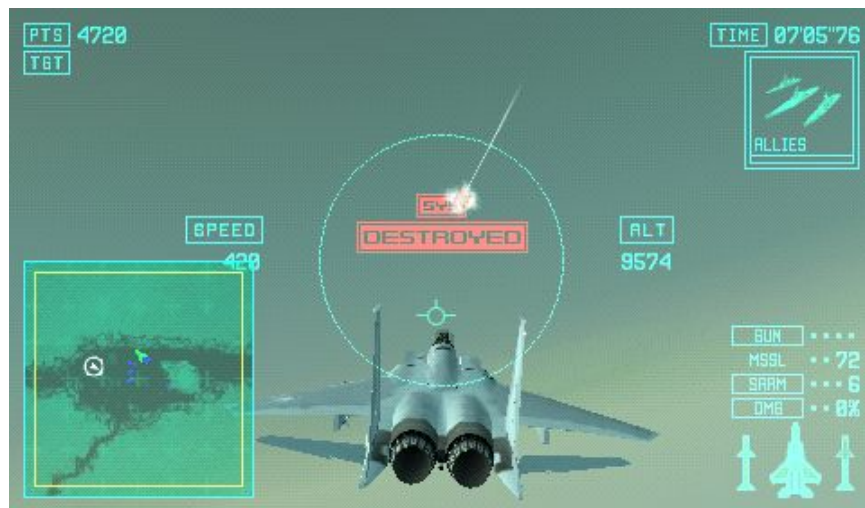 PTS 4720
TGT
TIME 07'05"76
ALLIES
DESTROYED
SPEED
420
ALT
9574
GUN
MSSL 72
SAAM 6
DMG 0%